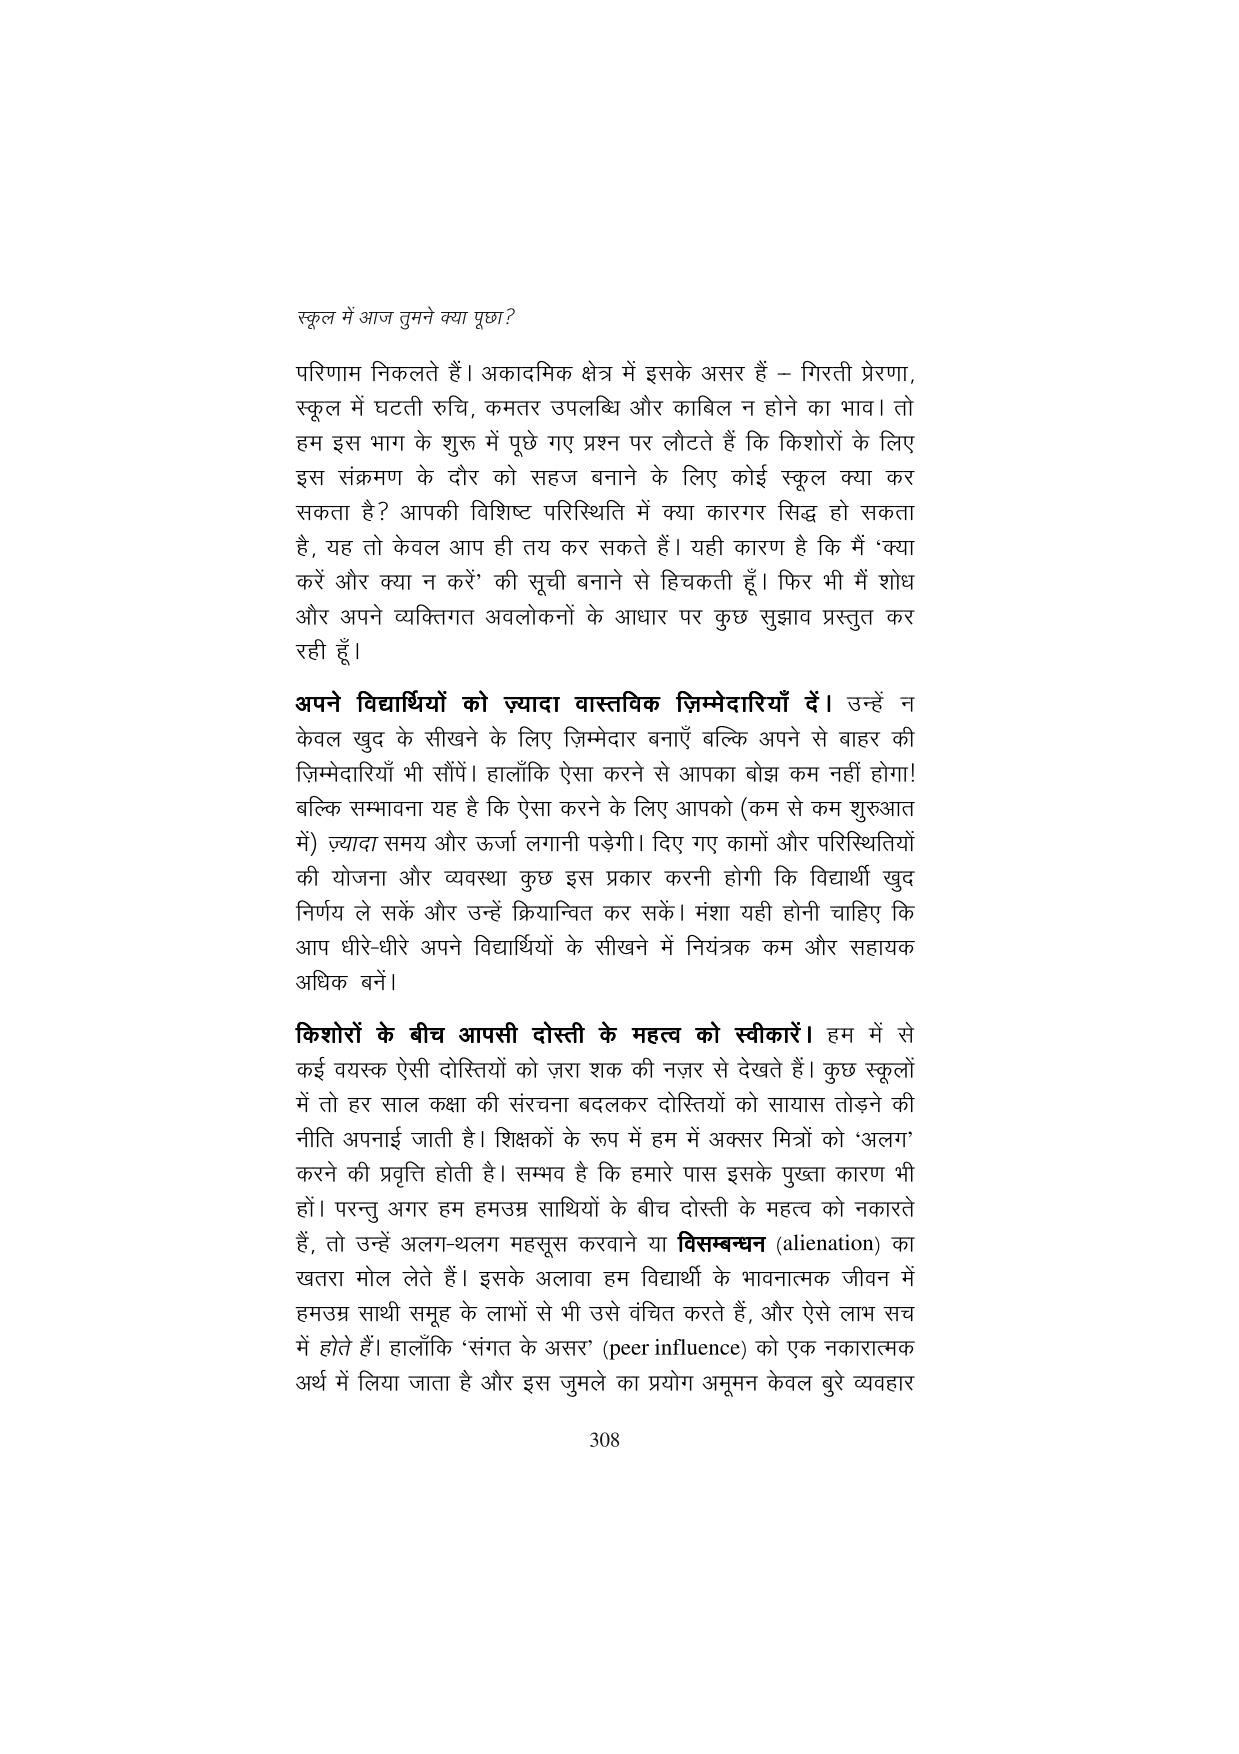 स्कूल में आज तुमने क्या पूछा?
परिणाम निकलते हैं। अकादमिक क्षेत्र में इसके असर हैं – गिरती प्रेरणा,
स्कूल में घटती रुचि, कमतर उपलब्धि और काबिल न होने का भाव। तो
हम इस भाग के शुरू में पूछे गए प्रश्न पर लौटते हैं कि किशोरों के लिए
इस संक्रमण के दौर को सहज बनाने के लिए कोई स्कूल क्या कर
सकता है? आपकी विशिष्ट परिस्थिति में क्या कारगर सिद्ध हो सकता
है, यह तो केवल आप ही तय कर सकते हैं। यही कारण है कि मैं ‘क्या
करें और क्या न करें’ की सूची बनाने से हिचकती हूँ। फिर भी मैं शोध
और अपने व्यक्तिगत अवलोकनों के आधार पर कुछ सुझाव प्रस्तुत कर
रही हूँ।
अपने विद्यार्थियों को ज़्यादा वास्तविक ज़िम्मेदारियाँ दें। उन्हें न
केवल खुद के सीखने के लिए ज़िम्मेदार बनाएँ बल्कि अपने से बाहर की
ज़िम्मेदारियाँ भी सौंपें। हालाँकि ऐसा करने से आपका बोझ कम नहीं होगा!
बल्कि सम्भावना यह है कि ऐसा करने के लिए आपको (कम से कम शुरुआत
में) ज़्यादा समय और ऊर्जा लगानी पड़ेगी। दिए गए कामों और परिस्थितियों
की योजना और व्यवस्था कुछ इस प्रकार करनी होगी कि विद्यार्थी खुद
निर्णय ले सकें और उन्हें क्रियान्वित कर सकें। मंशा यही होनी चाहिए कि
आप धीरे-धीरे अपने विद्यार्थियों के सीखने में नियंत्रक कम और सहायक
अधिक बनें।
किशोरों के बीच आपसी दोस्ती के महत्व को स्वीकारें। हम में से
कई वयस्क ऐसी दोस्तियों को ज़रा शक की नज़र से देखते हैं। कुछ स्कूलों
में तो हर साल कक्षा की संरचना बदलकर दोस्तियों को सायास तोड़ने की
नीति अपनाई जाती है। शिक्षकों के रूप में हम में अक्सर मित्रों को ‘अलग’
करने की प्रवृत्ति होती है। सम्भव है कि हमारे पास इसके पुख्ता कारण भी
हों। परन्तु अगर हम हमउम्र साथियों के बीच दोस्ती के महत्व को नकारते
हैं, तो उन्हें अलग-थलग महसूस करवाने या विसम्बन्धन (alienation) का
खतरा मोल लेते हैं। इसके अलावा हम विद्यार्थी के भावनात्मक जीवन में
हमउम्र साथी समूह के लाभों से भी उसे वंचित करते हैं, और ऐसे लाभ सच
में होते हैं। हालाँकि ‘संगत के असर’ (peer influence) को एक नकारात्मक
अर्थ में लिया जाता है और इस जुमले का प्रयोग अमूमन केवल बुरे व्यवहार
308